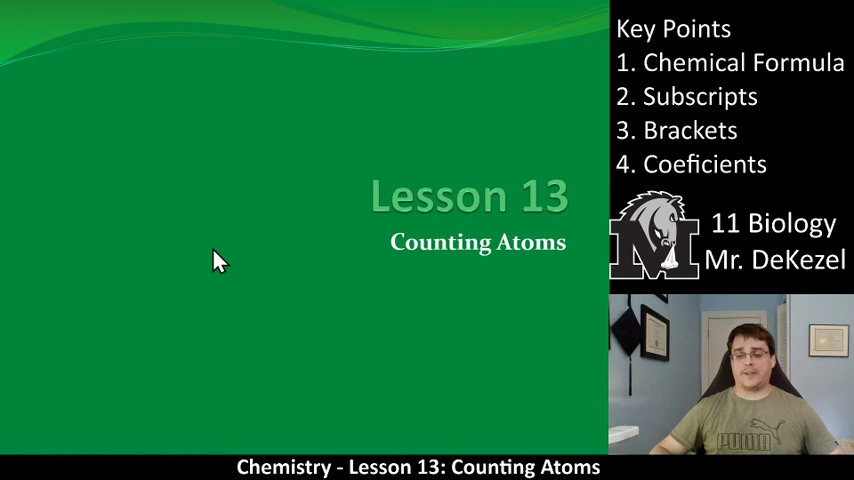 Lesson 13
Counting Atoms
Key Points
1. Chemical Formula
2. Subscripts
3. Brackets
4. Coeficients
M
11 Biology
Mr. DeKezel
PUMA
Chemistry - Lesson 13: Counting Atoms